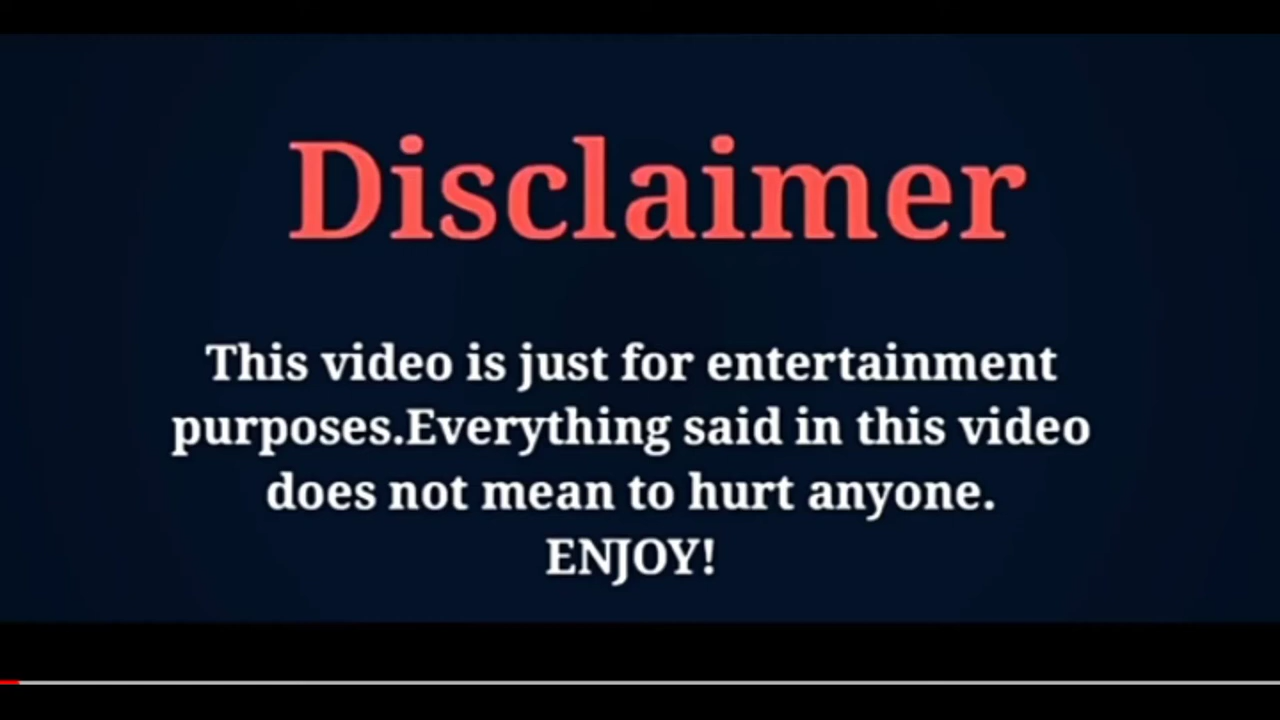 Disclaimer
This video is just for entertainment
purposes.Everything said in this video
does not mean to hurt anyone.
ENJOY!